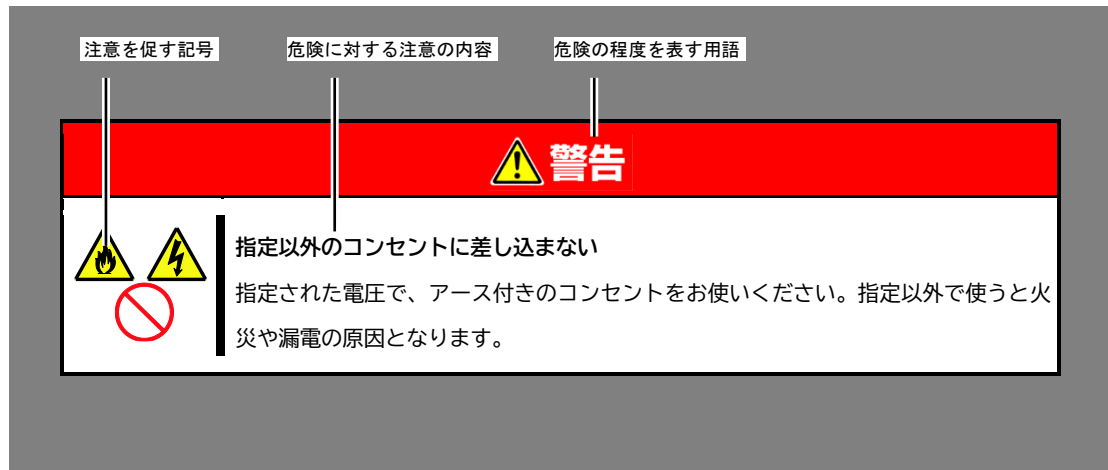 注意を促す記号
危険に対する注意の内容
危険の程度を表す用語
警告
指定以外のコンセントに差し込まない
指定された電圧で、アース付きのコンセントをお使いください。指定以外で使うと火
災や漏電の原因となります。